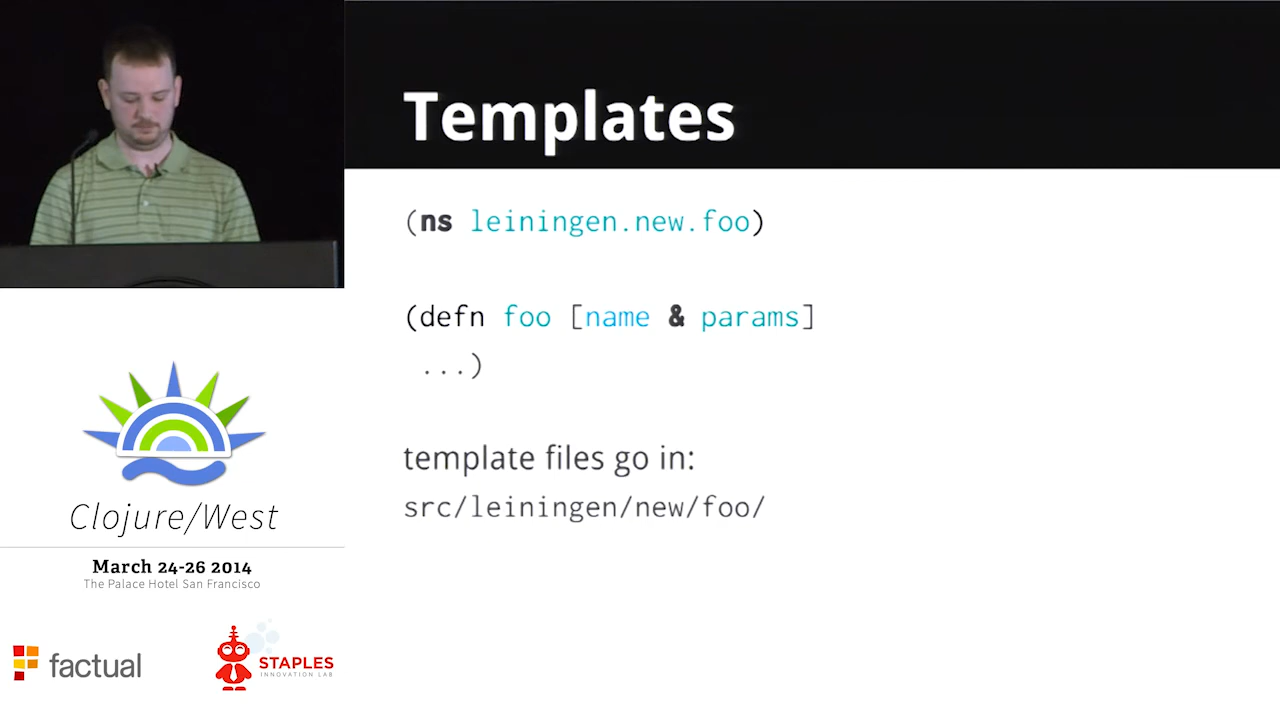 Templates
(ns leiningen.new.foo)
(defn foo [name & params]
...)
template files go in:
src/leiningen/new/foo/
Clojure/West
March 24-26 2014
The Palace Hotel San Francisco
factual
STAPLES
INNOVATION LAB